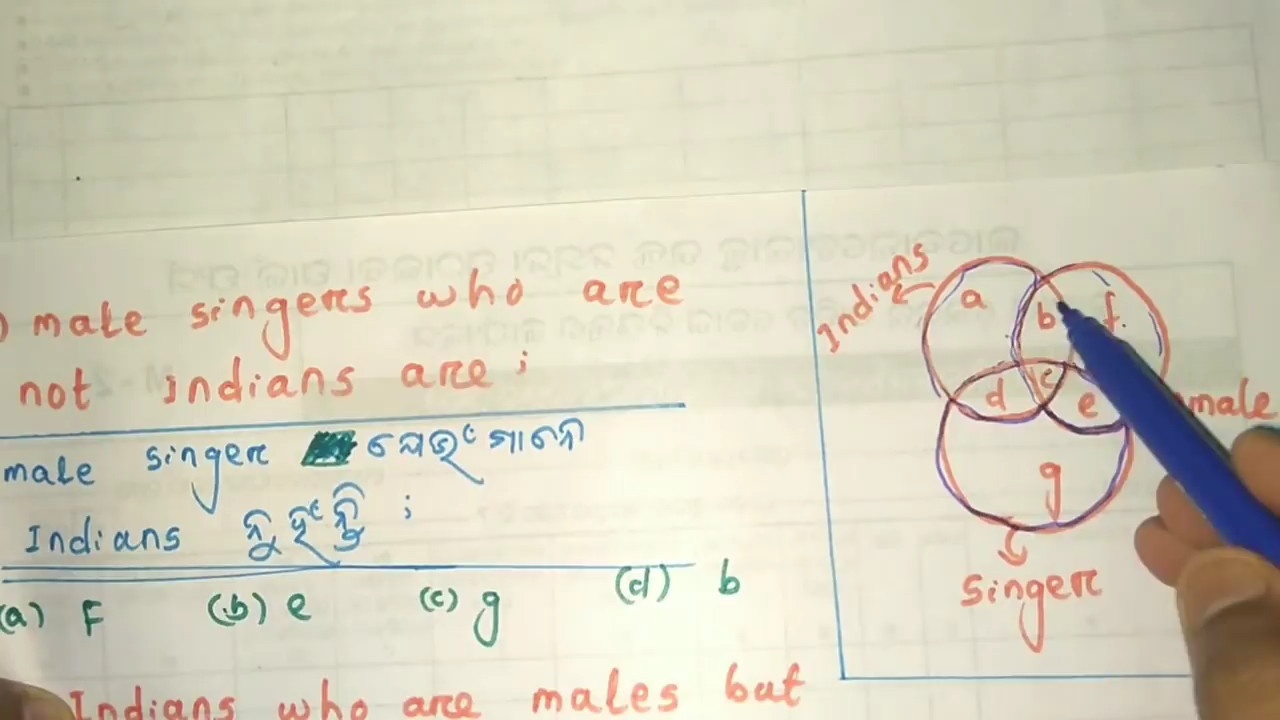 ) male singers who are
not indians are;
male singer ଯେଉଂମାନେ
Indians ନୁହଂନ୍ତି ;
(a) F (b) e (c) g (d) b
Indians who are males but
Indians
a b f
d c e
male
g
singer